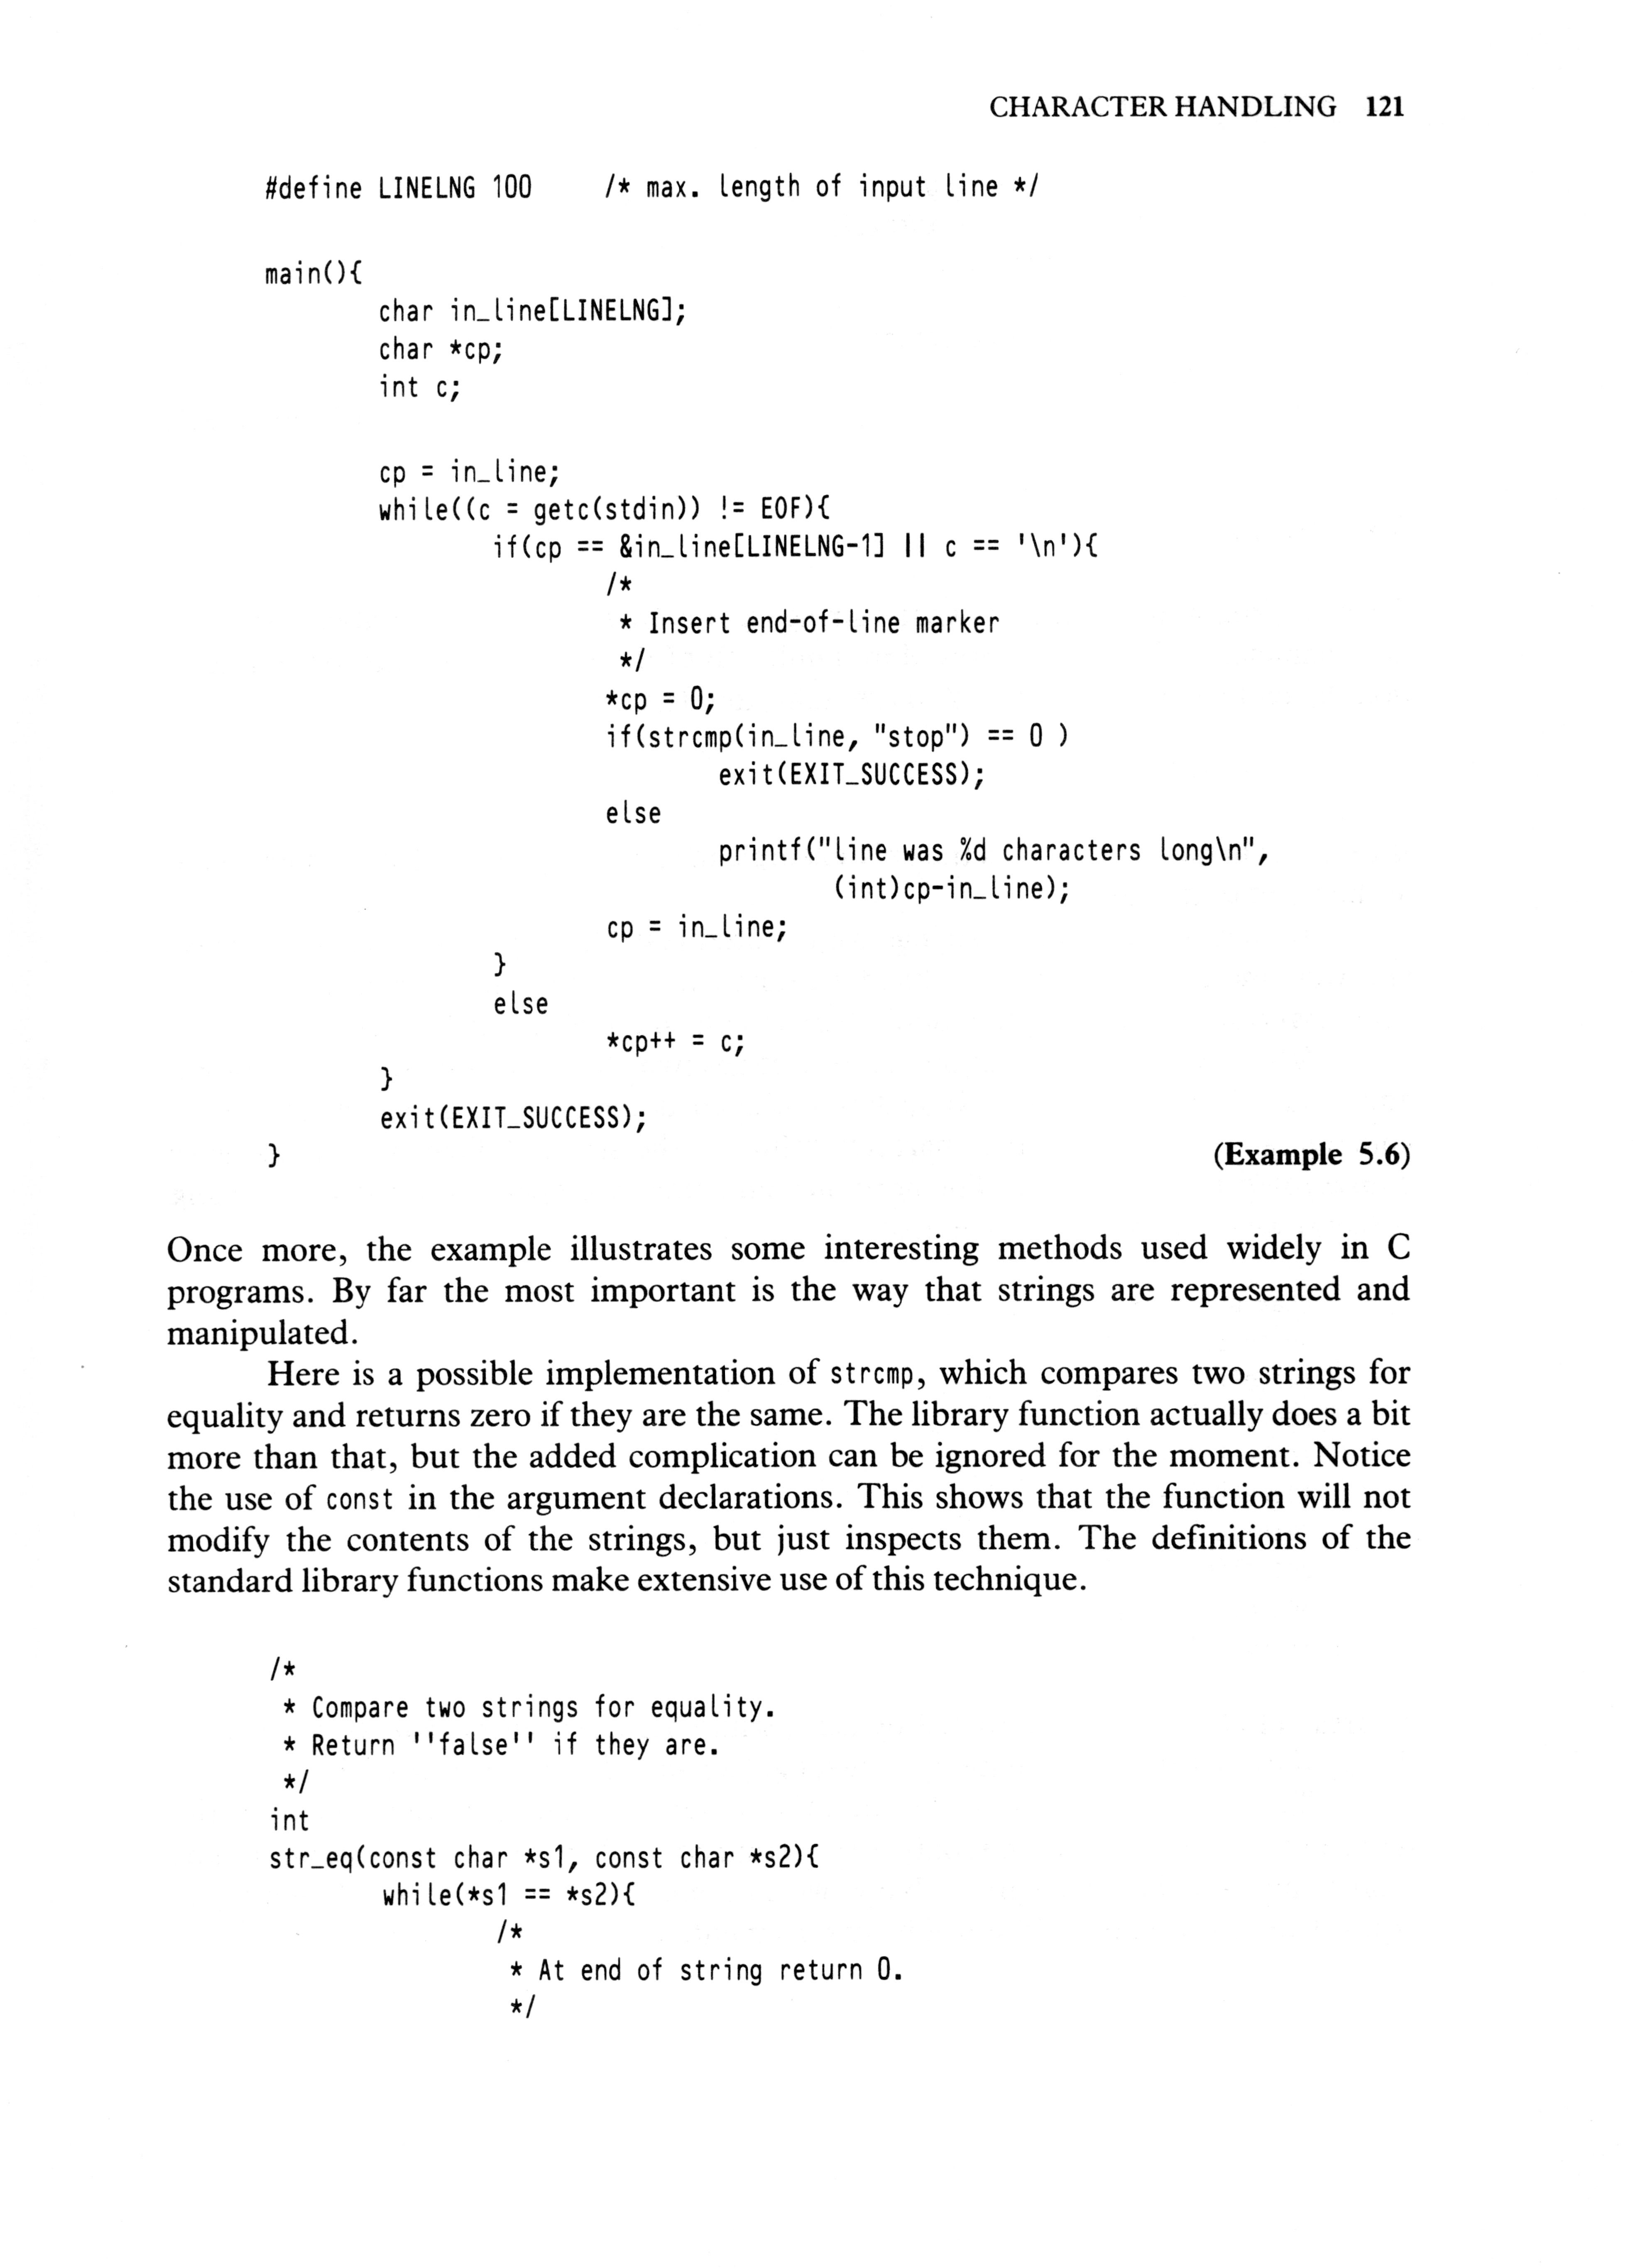 CHARACTER HANDLING 121
#define LINELNG 100 /* max. length of input line */
main(){
char in_line[LINELNG];
char *cp;
int c;
cp = in_line;
while((c = getc(stdin)) != EOF){
if(cp == &in_line[LINELNG-1] || c == '\n'){
/*
* Insert end-of-line marker
*/
*cp = 0;
if(strcmp(in_line, "stop") == 0 )
exit(EXIT_SUCCESS);
else
printf("line was %d characters long\n",
(int)cp-in_line);
cp = in_line;
}
else
*cp++ = c;
}
exit(EXIT_SUCCESS);
} (Example 5.6)
Once more, the example illustrates some interesting methods used widely in C
programs. By far the most important is the way that strings are represented and
manipulated.
Here is a possible implementation of strcmp, which compares two strings for
equality and returns zero if they are the same. The library function actually does a bit
more than that, but the added complication can be ignored for the moment. Notice
the use of const in the argument declarations. This shows that the function will not
modify the contents of the strings, but just inspects them. The definitions of the
standard library functions make extensive use of this technique.
/*
* Compare two strings for equality.
* Return ''false'' if they are.
*/
int
str_eq(const char *s1, const char *s2){
while(*s1 == *s2){
/*
* At end of string return 0.
*/